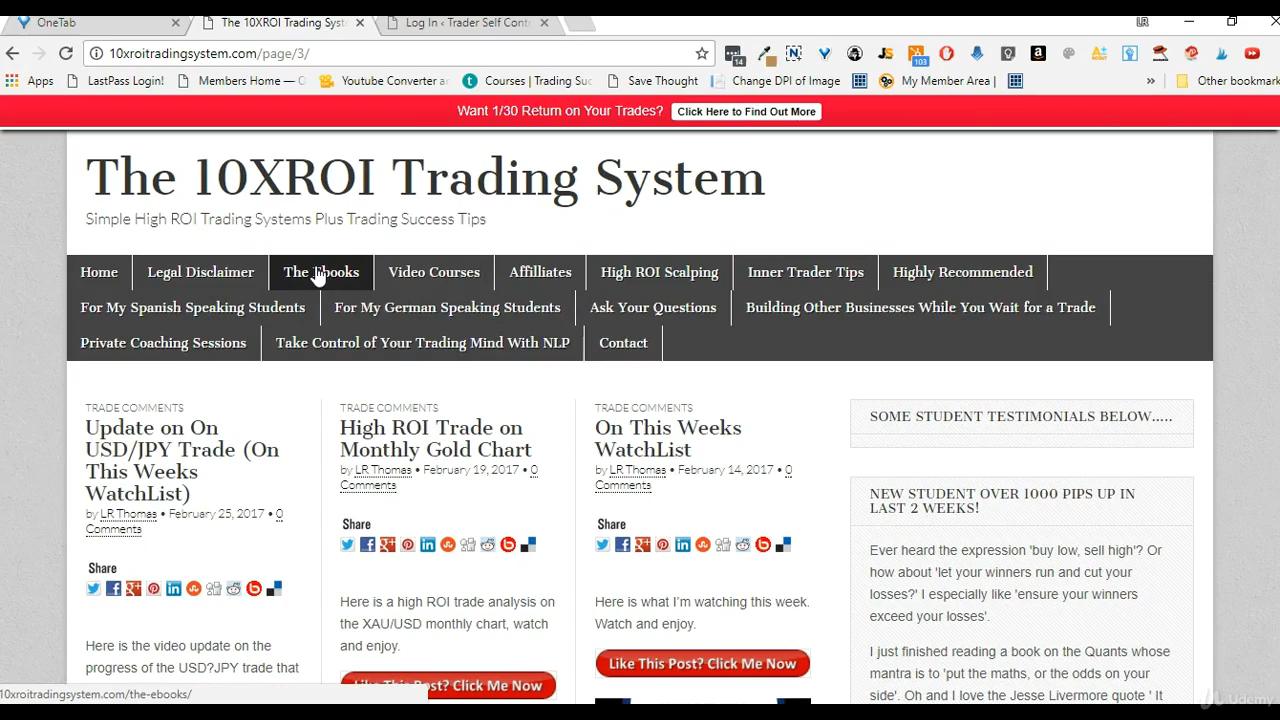 OneTab
The 10XROI Trading Syste
Log In < Trader Self Cont
LR
10xroitradingsystem.com/page/3/
14
103
Apps
LastPass Login!
Members Home —
Youtube Converter a
Courses | Trading Suc
Save Thought
Change DPI of Image
My Member Area |
»
Other bookmark
Want 1/30 Return on Your Trades? Click Here to Find Out More
The 10XROI Trading System
Simple High ROI Trading Systems Plus Trading Success Tips
Home Legal Disclaimer The Ebooks Video Courses Affiliates High ROI Scalping Inner Trader Tips Highly Recommended
For My Spanish Speaking Students For My German Speaking Students Ask Your Questions Building Other Businesses While You Wait for a Trade
Private Coaching Sessions Take Control of Your Trading Mind With NLP Contact
TRADE COMMENTS
Update on On
USD/JPY Trade (On
This Weeks
WatchList)
by LR Thomas • February 25, 2017 • 0
Comments
Share
Here is the video update on the
progress of the USD?JPY trade that
TRADE COMMENTS
High ROI Trade on
Monthly Gold Chart
by LR Thomas • February 19, 2017 • 0
Comments
Share
Here is a high ROI trade analysis on
the XAU/USD monthly chart, watch
and enjoy.
Like This Post? Click Me Now
TRADE COMMENTS
On This Weeks
WatchList
by LR Thomas • February 14, 2017 • 0
Comments
Share
Here is what I'm watching this week.
Watch and enjoy.
Like This Post? Click Me Now
SOME STUDENT TESTIMONIALS BELOW.....
NEW STUDENT OVER 1000 PIPS UP IN
LAST 2 WEEKS!
Ever heard the expression 'buy low, sell high'? Or
how about 'let your winners run and cut your
losses?' I especially like 'ensure your winners
exceed your losses'.
I just finished reading a book on the Quants whose
mantra is to 'put the maths, or the odds on your
side'. Oh and I love the Jesse Livermore quote ' It
10xroitradingsystem.com/the-ebooks/
Udemy